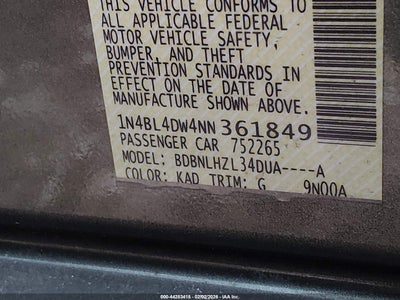 THIS VEHICLE CONFORMS TO
ALL APPLICABLE FEDERAL
MOTOR VEHICLE SAFETY,
BUMPER, AND THEFT
PREVENTION STANDARDS IN
EFFECT ON THE DATE OF
MANUFACTURE SHOWN ABOVE.
1N4BL4DW4NN361849
PASSENGER CAR 752265
MODEL: BDBNLHZL34DUA----A
COLOR: KAD TRIM: G 9N00A
000-44253416 - 02/02/2026 - IAA Inc.